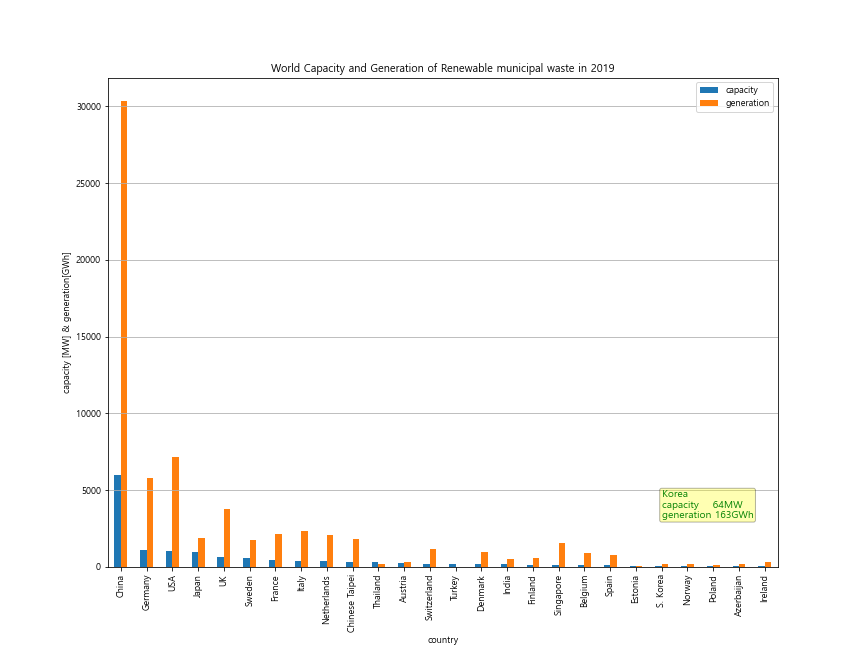 World Capacity and Generation of Renewable municipal waste in 2019
capacity
generation
30000
25000
20000
15000
10000
5000
0
capacity [MW] & generation[GWh]
Korea
capacity 64MW
generation 163GWh
China
Germany
USA
Japan
UK
Sweden
France
Italy
Netherlands
Chinese Taipei
Thailand
Austria
Switzerland
Turkey
Denmark
India
Finland
Singapore
Belgium
Spain
Estonia
S. Korea
Norway
Poland
Azerbaijan
Ireland
country